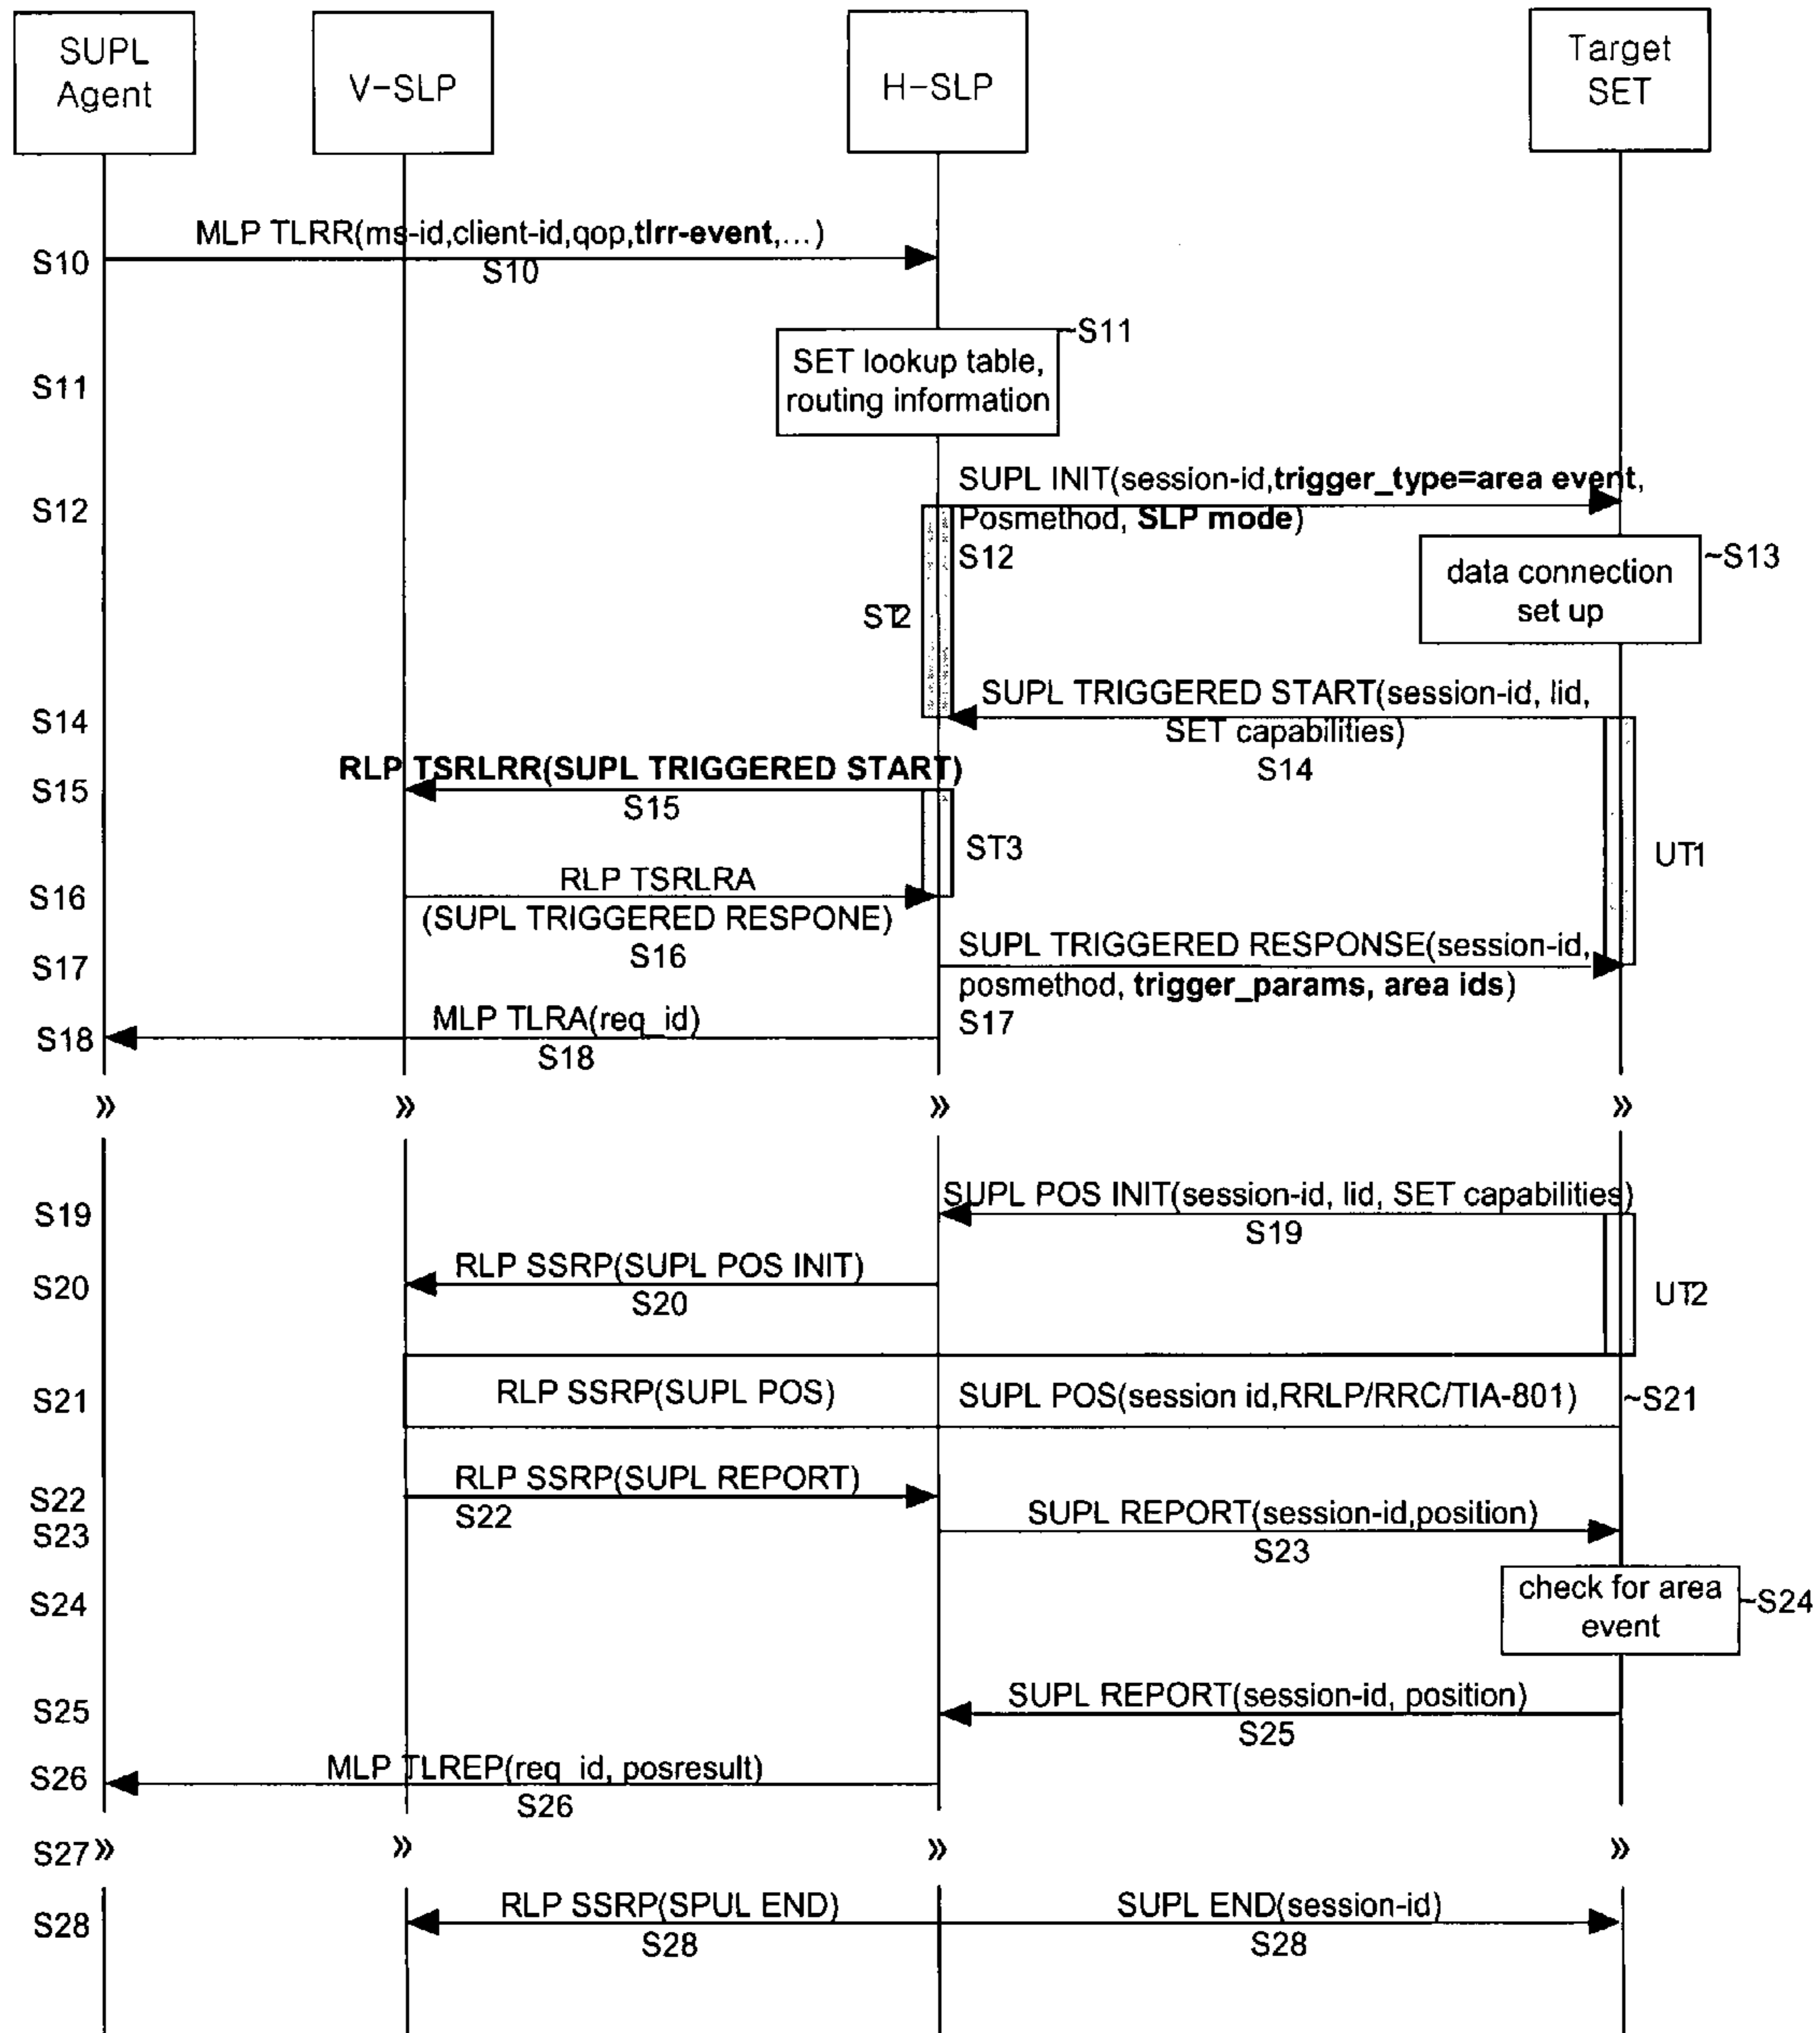 SUPL
Agent
V-SLP
H-SLP
Target
SET
MLP TLRR(ms-id,client-id,qop,tlrr-event,...)
S10
S10
~S11
SET lookup table,
routing information
S11
SUPL INIT(session-id,trigger_type=area event,
Posmethod, SLP mode)
S12
S12
~S13
data connection
set up
ST2
SUPL TRIGGERED START(session-id, lid,
SET capabilities)
S14
S14
RLP TSRLRR(SUPL TRIGGERED START)
S15
S15
ST3
UT1
RLP TSRLRA
(SUPL TRIGGERED RESPONE)
S16
S16
SUPL TRIGGERED RESPONSE(session-id,
posmethod, trigger_params, area ids)
S17
S17
MLP TLRA(req_id)
S18
S18
» » » »
SUPL POS INIT(session-id, lid, SET capabilities)
S19
S19
RLP SSRP(SUPL POS INIT)
S20
S20
UT2
S21
RLP SSRP(SUPL POS)
SUPL POS(session id,RRLP/RRC/TIA-801)
~S21
RLP SSRP(SUPL REPORT)
S22
S22
SUPL REPORT(session-id,position)
S23
S23
S24
check for area
event
~S24
SUPL REPORT(session-id, position)
S25
S25
MLP TLREP(req_id, posresult)
S26
S26
S27 » » » »
RLP SSRP(SPUL END)
SUPL END(session-id)
S28
S28
S28